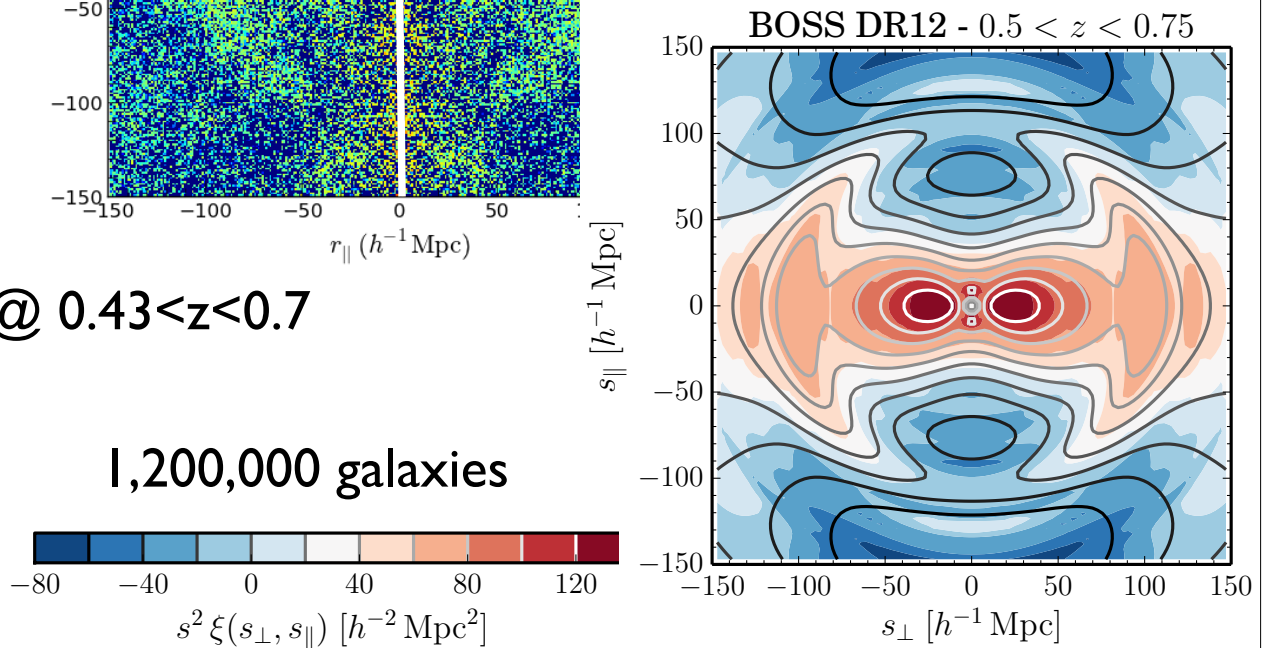 −50
−100
−150
−150 −100 −50 0 50
r∥ (h⁻¹ Mpc)
@ 0.43<z<0.7
1,200,000 galaxies
−80 −40 0 40 80 120
s² ξ(s⊥, s∥) [h⁻² Mpc²]
BOSS DR12 - 0.5 < z < 0.75
150
100
50
0
−50
−100
−150
s∥ [h⁻¹ Mpc]
−150 −100 −50 0 50 100 150
s⊥ [h⁻¹ Mpc]